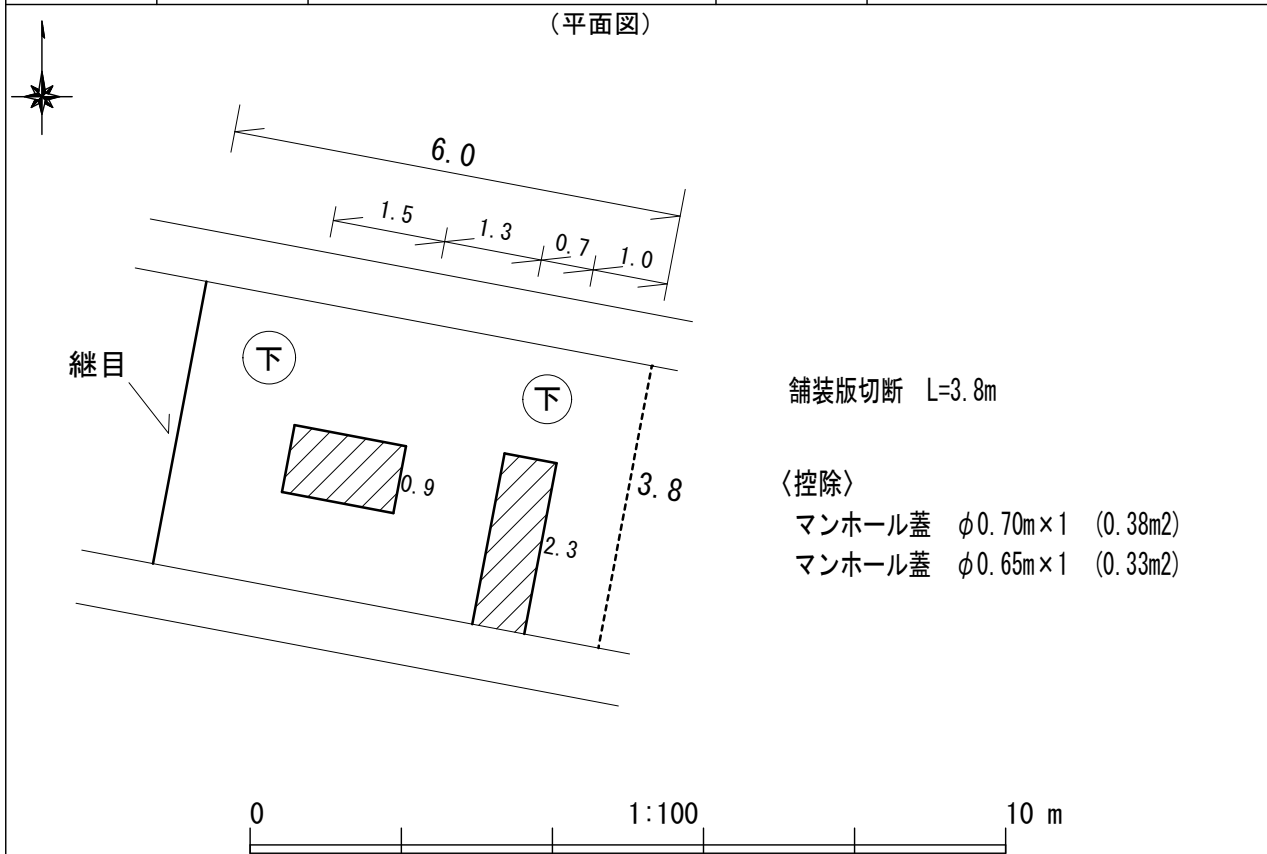 (平面図)
6.0
1.5
1.3
0.7
1.0
下
下
継目
0.9
2.3
3.8
舗装版切断 L=3.8m
〈控除〉
マンホール蓋 φ0.70m×1 (0.38m2)
マンホール蓋 φ0.65m×1 (0.33m2)
0 1:100 10 m